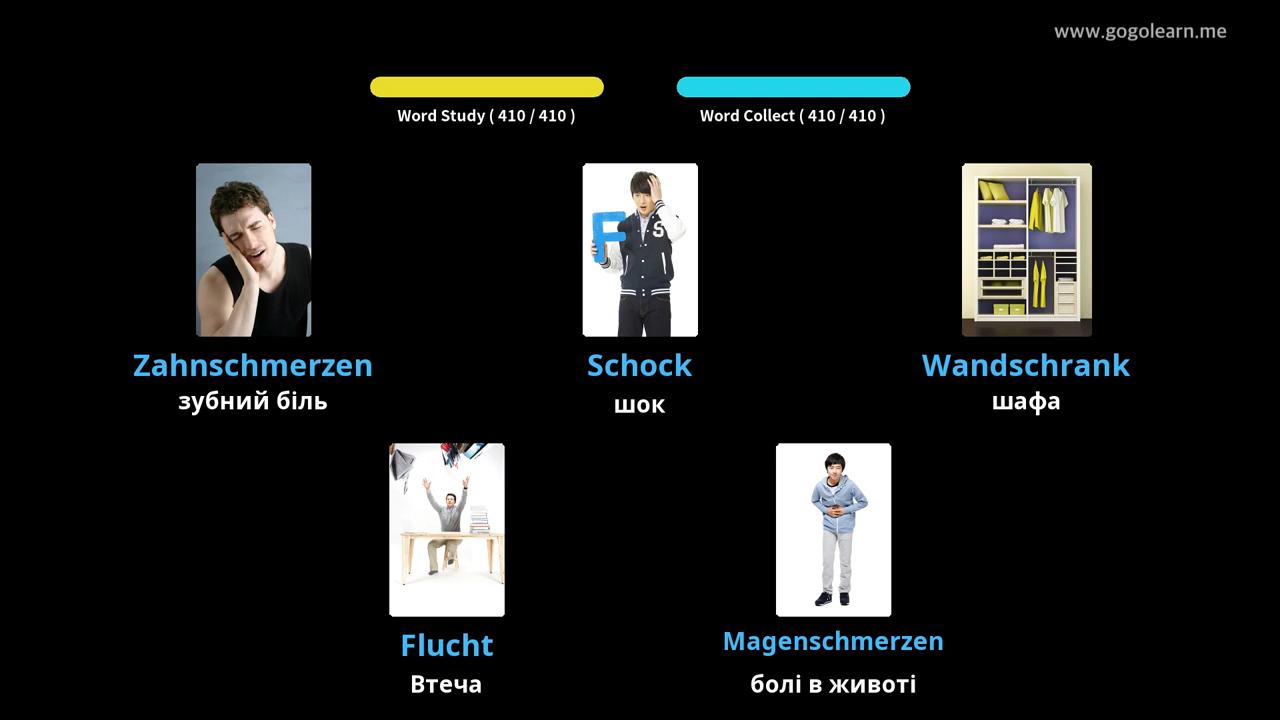 www.gogolearn.me
Word Study ( 410 / 410 )
Word Collect ( 410 / 410 )
F
S
Zahnschmerzen
зубний біль
Schock
шок
Wandschrank
шафа
Flucht
Втеча
Magenschmerzen
болі в животі